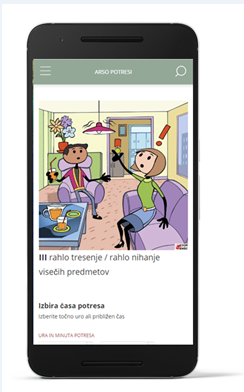 ARSO POTRESI
III rahlo tresenje / rahlo nihanje
visečih predmetov
Izbira časa potresa
Izberite točno uro ali približen čas
URA IN MINUTA POTRESA